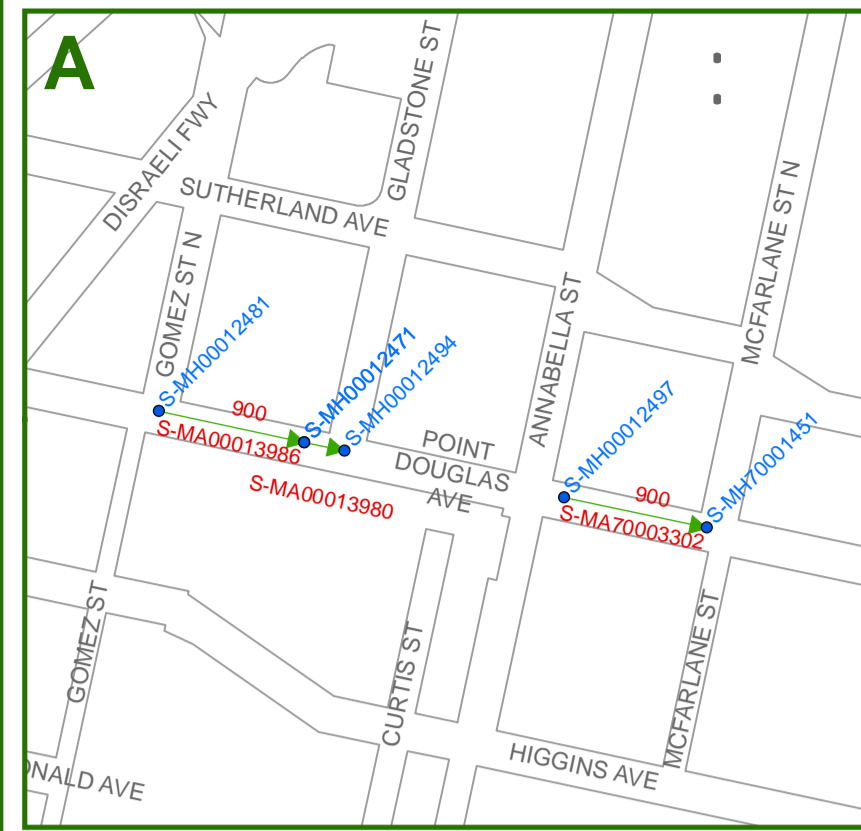 A
GLADSTONE ST
DISRAELI FWY
SUTHERLAND AVE
MCFARLANE ST N
GOMEZ ST N
S-MH00012481
ANNABELLA ST
S-MH00012471
S-MH00012494
900
S-MA00013986
S-MA00013980
POINT
DOUGLAS
AVE
S-MH00012497
S-MH70001451
900
S-MA70003302
GOMEZ ST
CURTIS ST
MCFARLANE ST
HIGGINS AVE
ONALD AVE